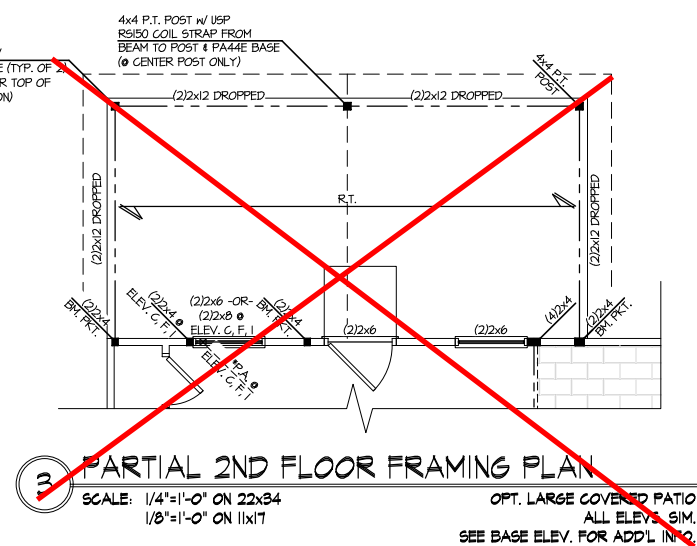 4x4 P.T. POST w/ USP
RS150 COIL STRAP FROM
BEAM TO POST & PA44E BASE
(@ CENTER POST ONLY)
E (TYP. OF 2
R TOP OF
ON)
4x4 P.T.
POST
(2)2x12 DROPPED
(2)2x12 DROPPED
(2)2x12 DROPPED
(2)2x12 DROPPED
R.T.
(2)2x4
BM. PKT.
(2)2x4 @
ELEV. C, F, I
(2)2x6 -OR-
(2)2x8 @
ELEV. C, F, I
(2)2x4
BM. PKT.
(2)2x6
(2)2x6
(4)2x4
(2)2x4
BM. PKT.
"P.A. @
ELEV. C, F, I
3
PARTIAL 2ND FLOOR FRAMING PLAN
SCALE: 1/4"=1'-0" ON 22x34
1/8"=1'-0" ON 11x17
OPT. LARGE COVERED PATIO
ALL ELEVS. SIM.
SEE BASE ELEV. FOR ADD'L INFO.